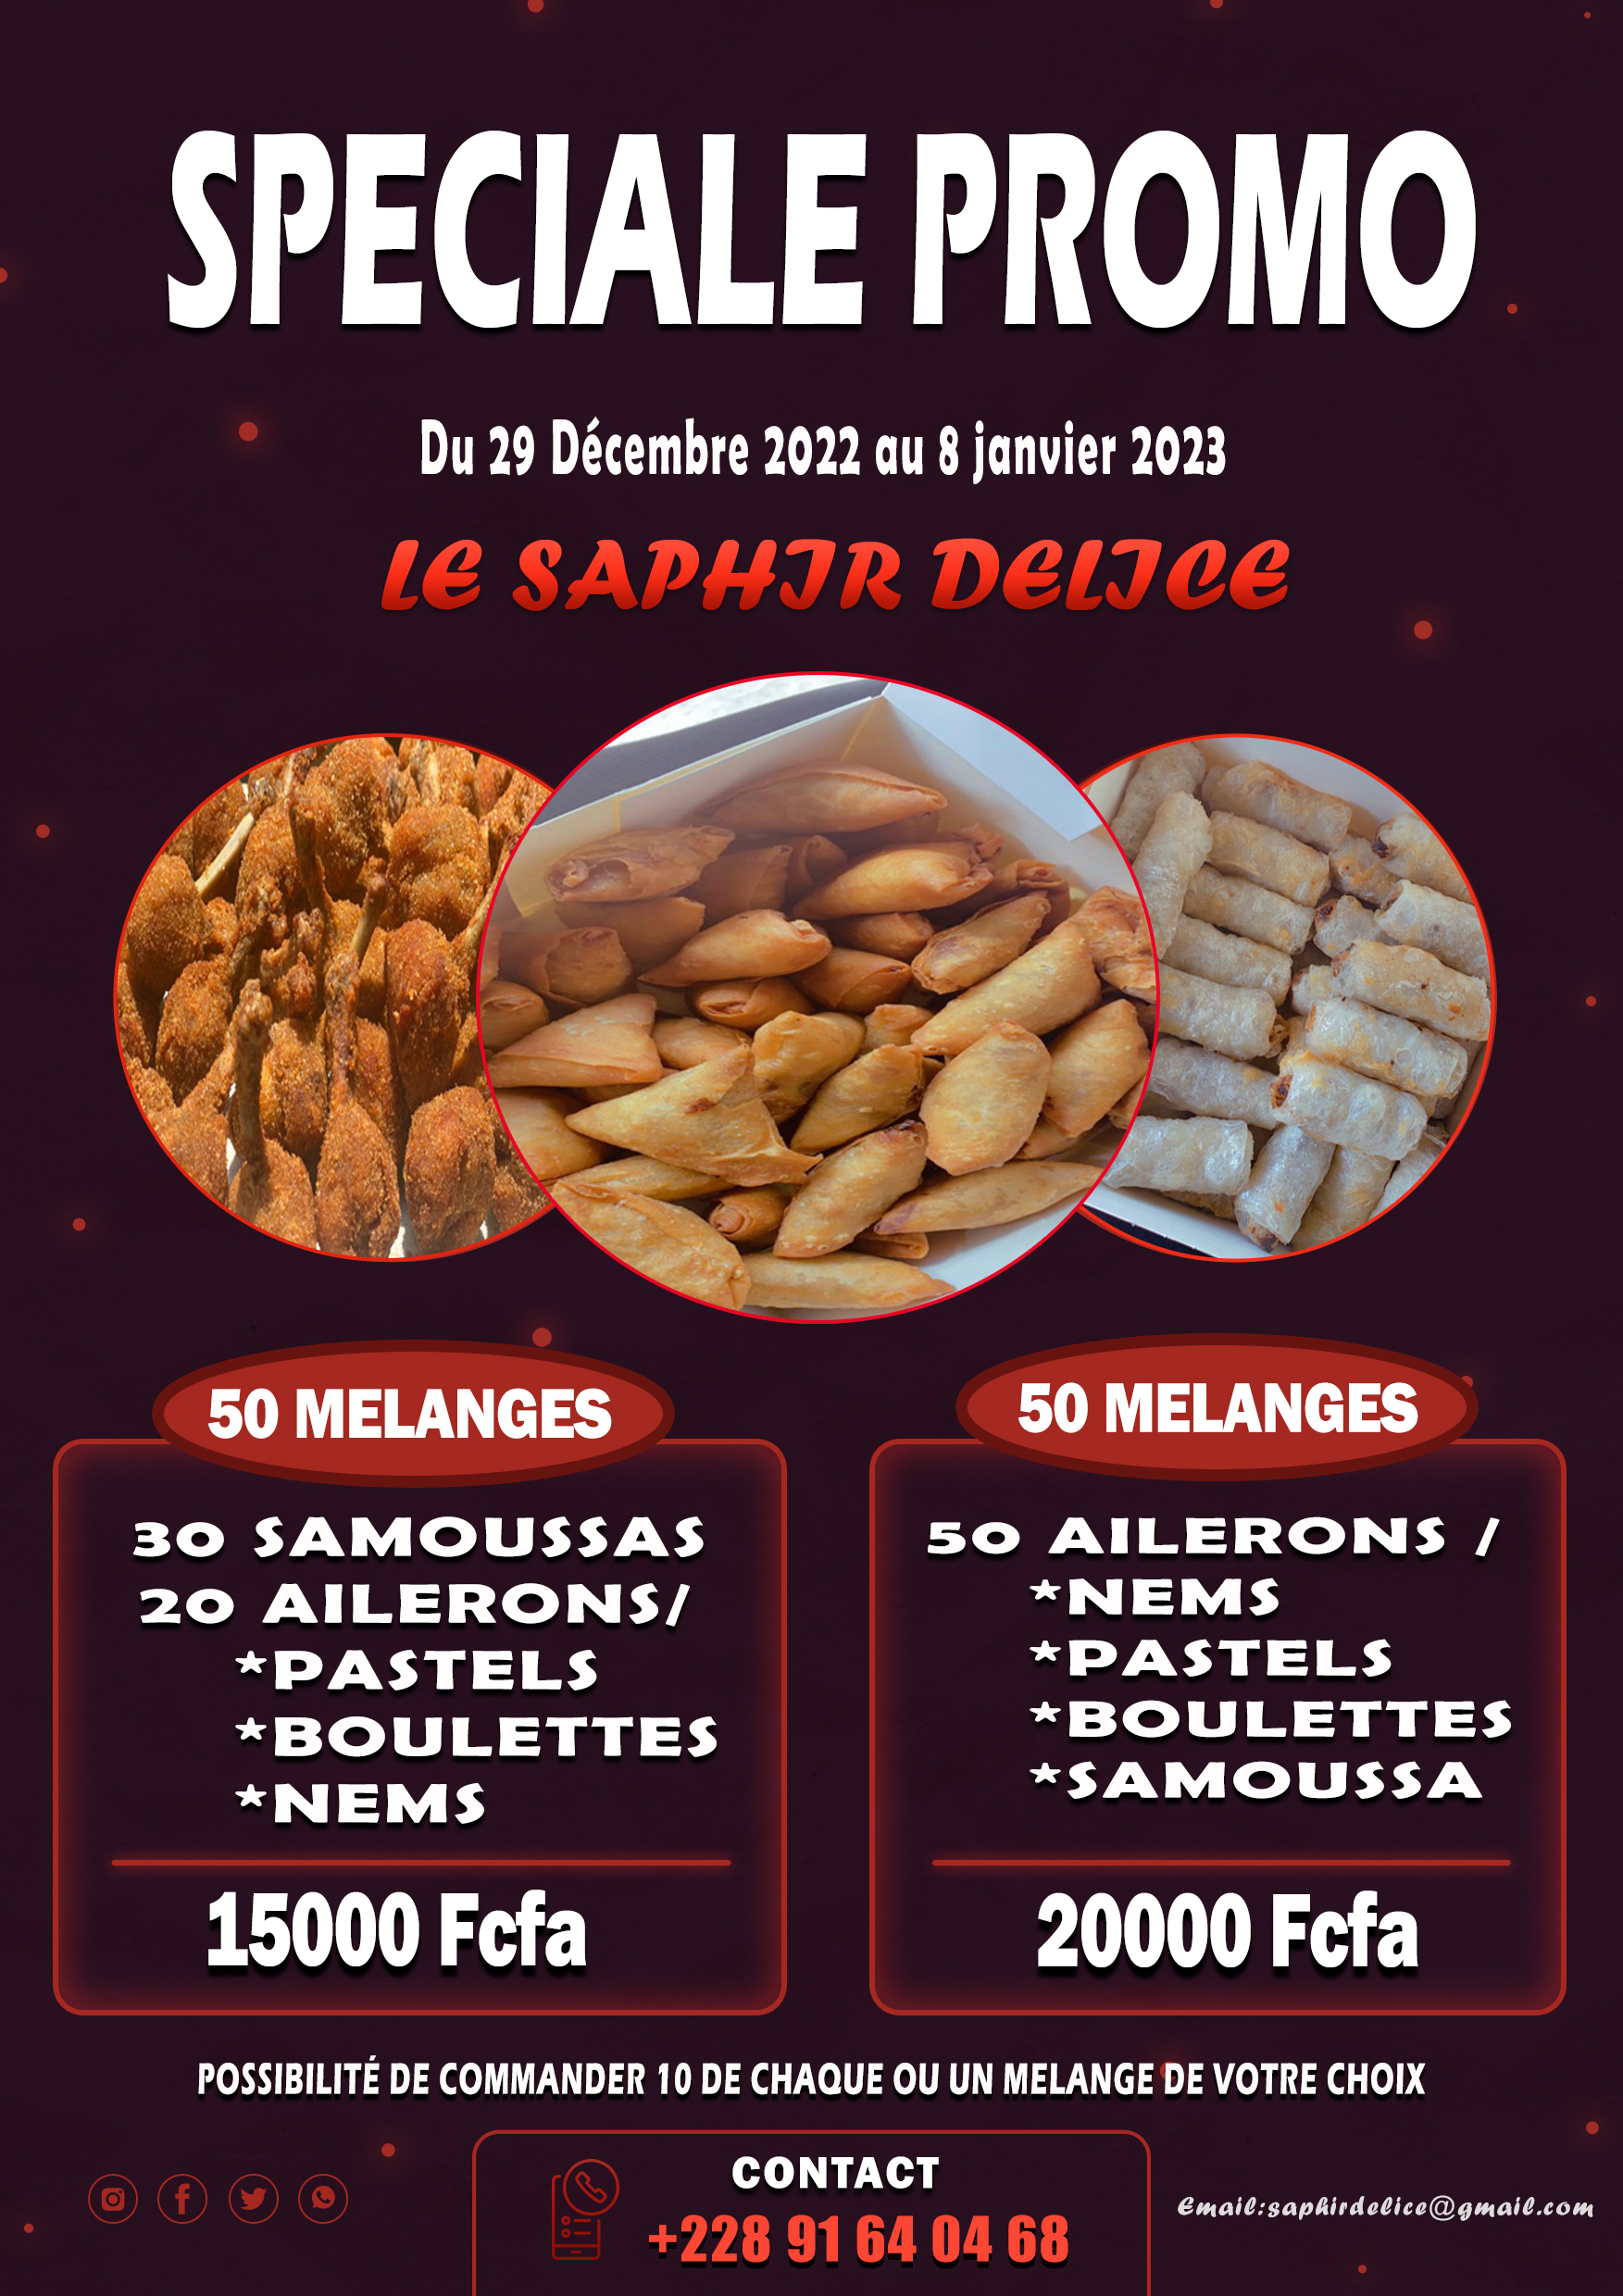 SPECIALE PROMO
Du 29 Décembre 2022 au 8 janvier 2023
LE SAPHIR DELICE
50 MELANGES
30 SAMOUSSAS
20 AILERONS/
*PASTELS
*BOULETTES
*NEMS
15000 Fcfa
50 MELANGES
50 AILERONS /
*NEMS
*PASTELS
*BOULETTES
*SAMOUSSA
20000 Fcfa
POSSIBILITÉ DE COMMANDER 10 DE CHAQUE OU UN MELANGE DE VOTRE CHOIX
CONTACT
+228 91 64 04 68
Email:saphirdelice@gmail.com